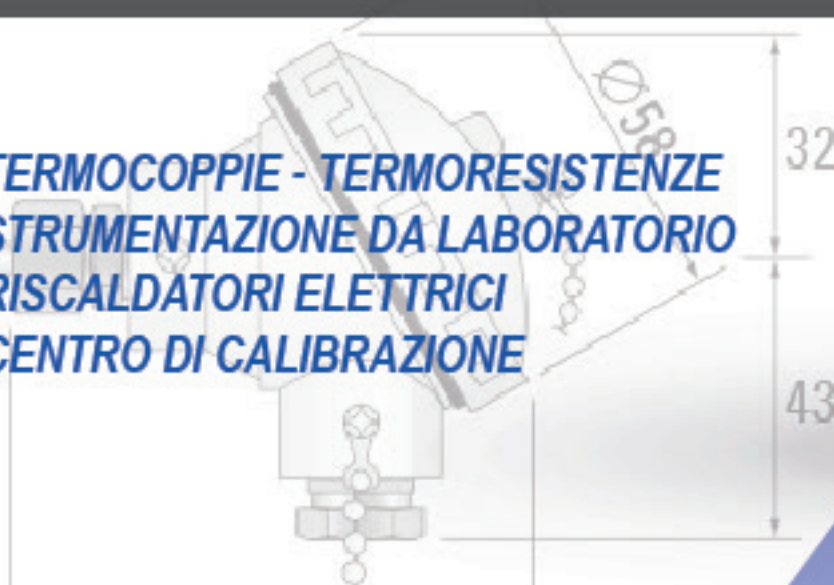 TERMOCOPPIE - TERMORESISTENZE
STRUMENTAZIONE DA LABORATORIO
RISCALDATORI ELETTRICI
CENTRO DI CALIBRAZIONE
Ø58
32
43